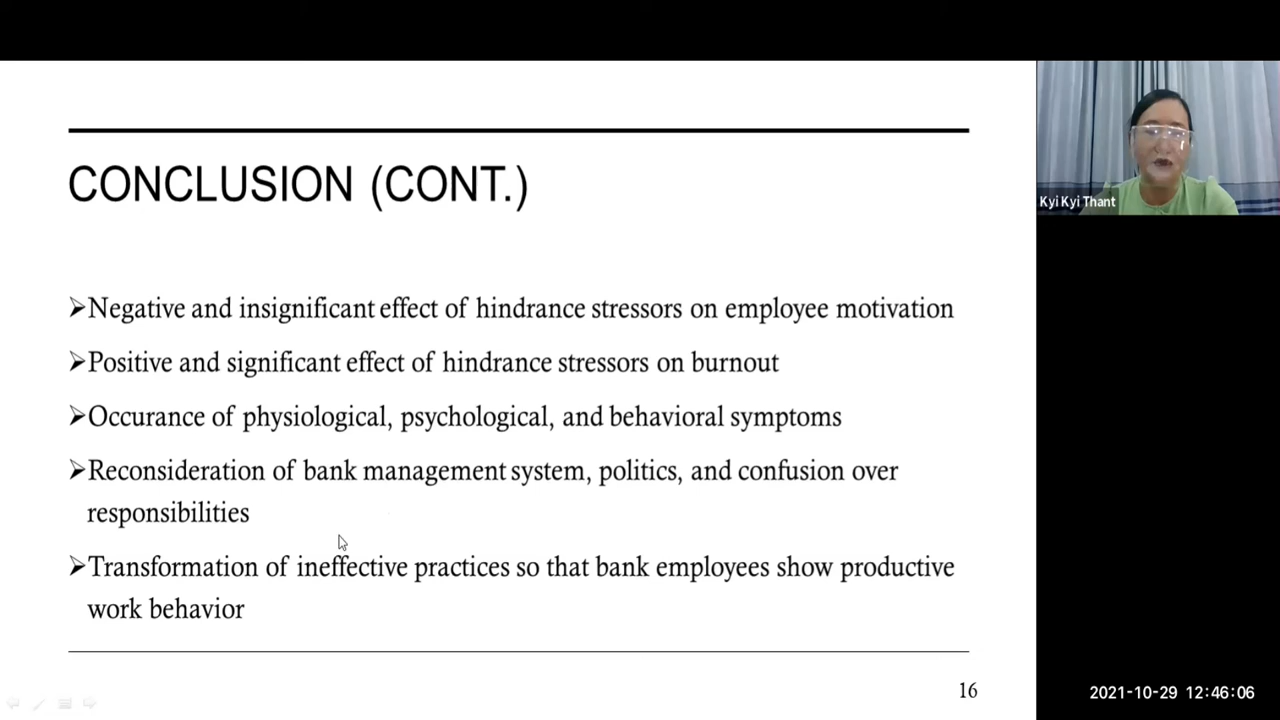 CONCLUSION (CONT.)
➢Negative and insignificant effect of hindrance stressors on employee motivation
➢Positive and significant effect of hindrance stressors on burnout
➢Occurance of physiological, psychological, and behavioral symptoms
➢Reconsideration of bank management system, politics, and confusion over
responsibilities
➢Transformation of ineffective practices so that bank employees show productive
work behavior
16
Kyi Kyi Thant
2021-10-29 12:46:06